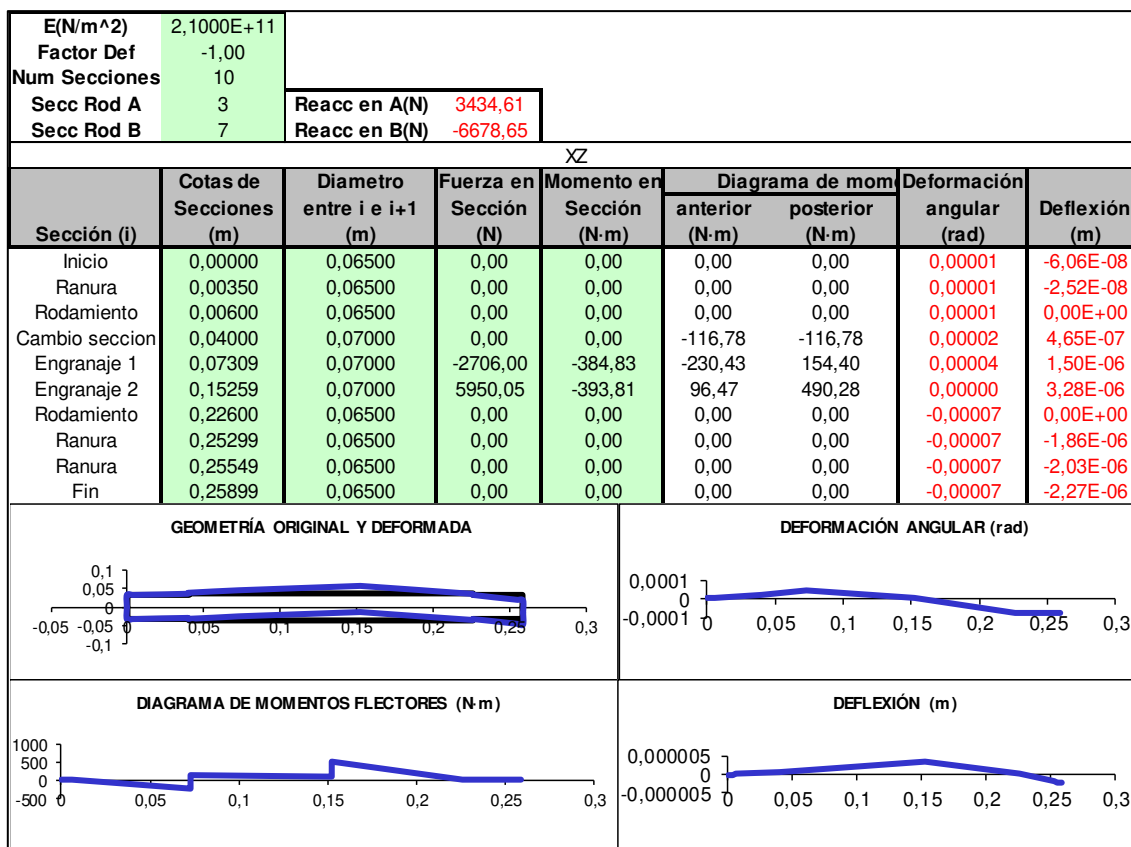 E(N/m^2) 2,1000E+11
Factor Def -1,00
Num Secciones 10
Secc Rod A 3 Reacc en A(N) 3434,61
Secc Rod B 7 Reacc en B(N) -6678,65
XZ
Cotas de Diametro Fuerza en Momento en Diagrama de mom Deformación
Secciones entre i e i+1 Sección Sección anterior posterior angular Deflexión
Sección (i) (m) (m) (N) (N·m) (N·m) (N·m) (rad) (m)
Inicio 0,00000 0,06500 0,00 0,00 0,00 0,00 0,00001 -6,06E-08
Ranura 0,00350 0,06500 0,00 0,00 0,00 0,00 0,00001 -2,52E-08
Rodamiento 0,00600 0,06500 0,00 0,00 0,00 0,00 0,00001 0,00E+00
Cambio seccion 0,04000 0,07000 0,00 0,00 -116,78 -116,78 0,00002 4,65E-07
Engranaje 1 0,07309 0,07000 -2706,00 -384,83 -230,43 154,40 0,00004 1,50E-06
Engranaje 2 0,15259 0,07000 5950,05 -393,81 96,47 490,28 0,00000 3,28E-06
Rodamiento 0,22600 0,06500 0,00 0,00 0,00 0,00 -0,00007 0,00E+00
Ranura 0,25299 0,06500 0,00 0,00 0,00 0,00 -0,00007 -1,86E-06
Ranura 0,25549 0,06500 0,00 0,00 0,00 0,00 -0,00007 -2,03E-06
Fin 0,25899 0,06500 0,00 0,00 0,00 0,00 -0,00007 -2,27E-06
GEOMETRÍA ORIGINAL Y DEFORMADA
0,1
0,05
0
-0,05 -0,05 0 0,05 0,1 0,15 0,2 0,25 0,3
-0,1
DEFORMACIÓN ANGULAR (rad)
0,0001
0
-0,0001 0 0,05 0,1 0,15 0,2 0,25 0,3
DIAGRAMA DE MOMENTOS FLECTORES (N·m)
1000
500
0
-500 0 0,05 0,1 0,15 0,2 0,25 0,3
DEFLEXIÓN (m)
0,000005
0
-0,000005 0 0,05 0,1 0,15 0,2 0,25 0,3